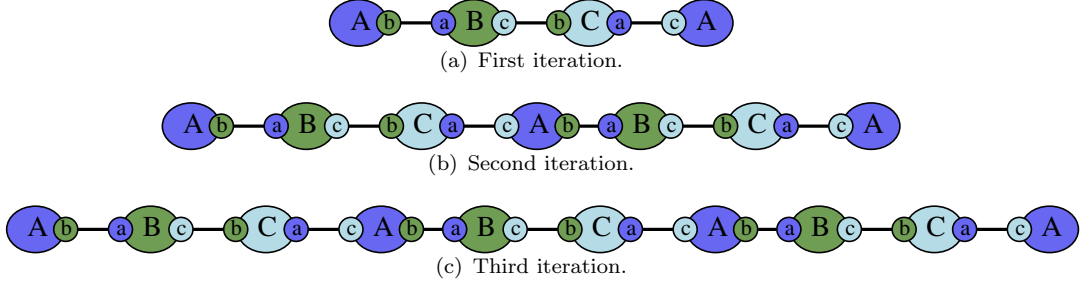 A b a B c b C a c A
(a) First iteration.
A b a B c b C a c A b a B c b C a c A
(b) Second iteration.
A b a B c b C a c A b a B c b C a c A b a B c b C a c A
(c) Third iteration.